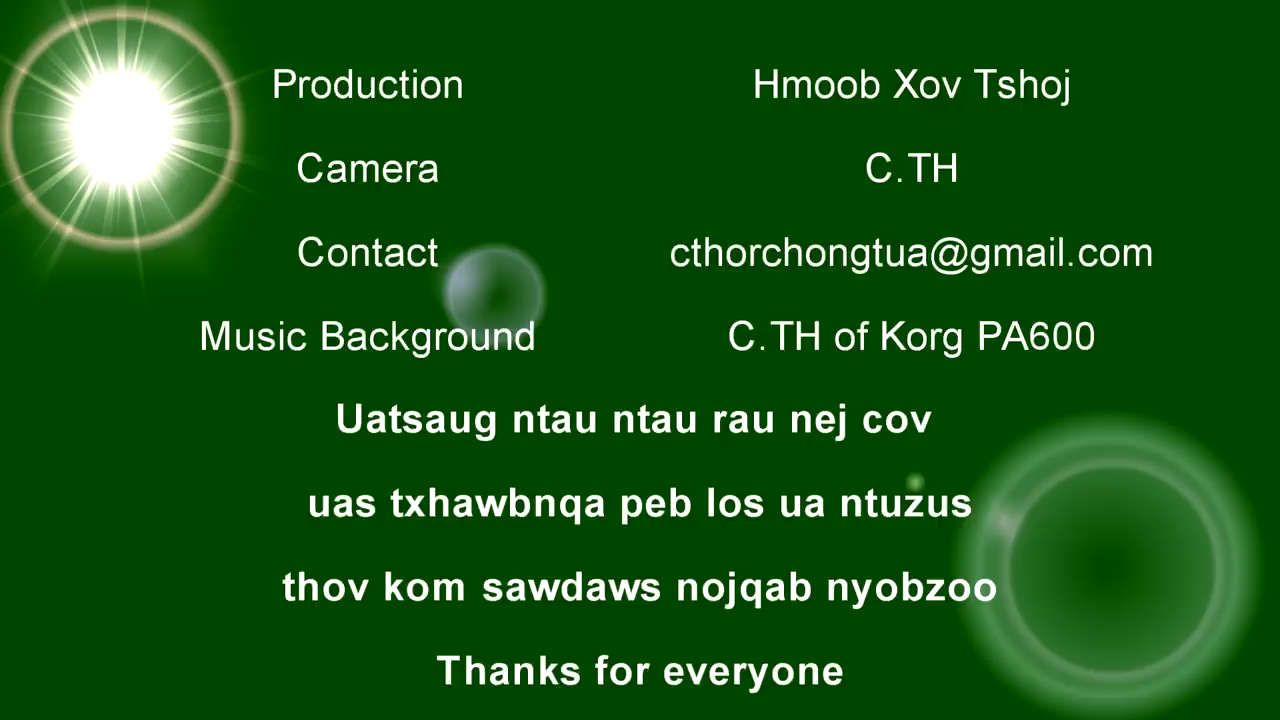 Production Hmoob Xov Tshoj
Camera C.TH
Contact cthorchongtua@gmail.com
Music Background C.TH of Korg PA600
Uatsaug ntau ntau rau nej cov
uas txhawbnqa peb los ua ntuzus
thov kom sawdaws nojqab nyobzoo
Thanks for everyone